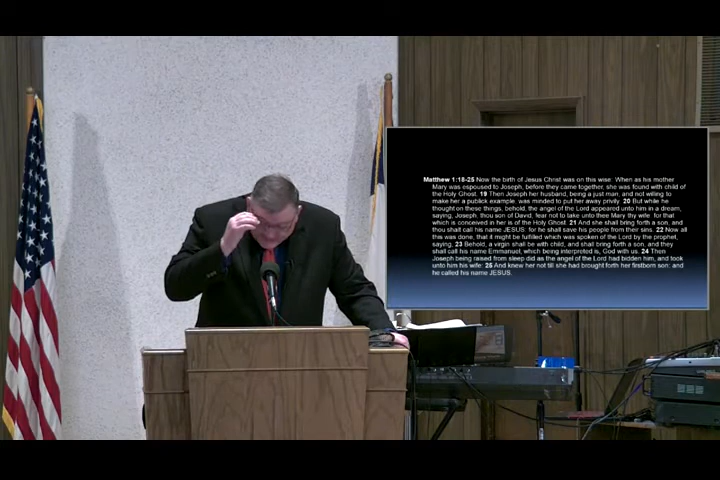 Matthew 1:18-25 Now the birth of Jesus Christ was on this wise: When as his mother
Mary was espoused to Joseph, before they came together, she was found with child of
the Holy Ghost. 19 Then Joseph her husband, being a just man, and not willing to
make her a publick example, was minded to put her away privily. 20 But while he
thought on these things, behold, the angel of the Lord appeared unto him in a dream,
saying, Joseph, thou son of David, fear not to take unto thee Mary thy wife: for that
which is conceived in her is of the Holy Ghost. 21 And she shall bring forth a son, and
thou shall call his name JESUS: for he shall save his people from their sins. 22 Now all
this was done, that it might be fulfilled which was spoken of the Lord by the prophet,
saying, 23 Behold, a virgin shall be with child, and shall bring forth a son, and they
shall call his name Emmanuel, which being interpreted is, God with us. 24 Then
Joseph being raised from sleep did as the angel of the Lord had bidden him, and took
unto him his wife: 25 And knew her not till she had brought forth her firstborn son: and
he called his name JESUS.